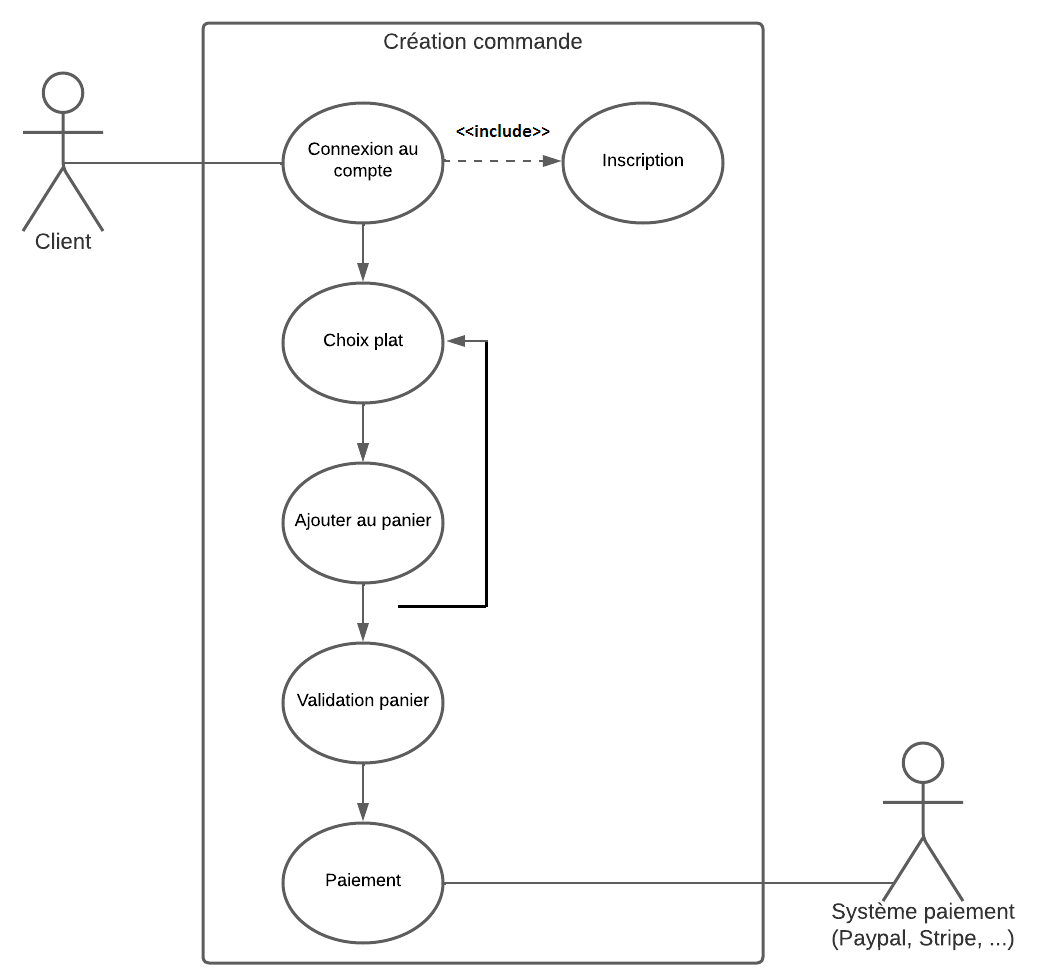 Création commande
Connexion au
compte
<<include>>
Inscription
Client
Choix plat
Ajouter au panier
Validation panier
Paiement
Système paiement
(Paypal, Stripe, ...)